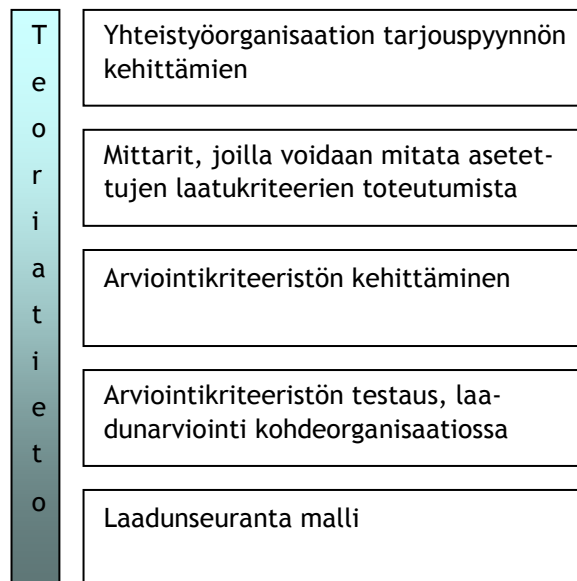 T
e
o
r
i
a
t
i
e
t
o
Yhteistyöorganisaation tarjouspyynnön
kehittämien
Mittarit, joilla voidaan mitata asetet-
tujen laatukriteerien toteutumista
Arviointikriteeristön kehittäminen
Arviointikriteeristön testaus, laa-
dunarviointi kohdeorganisaatiossa
Laadunseuranta malli